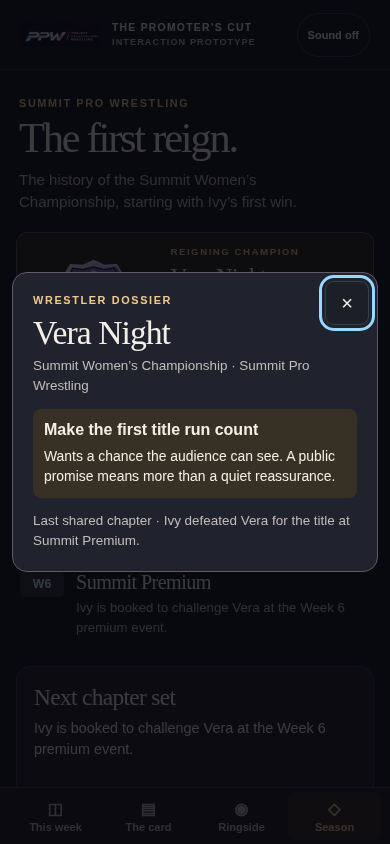 PPW
THE PROMOTER'S CUT
INTERACTION PROTOTYPE
Sound off
SUMMIT PRO WRESTLING
The first reign.
The history of the Summit Women's
Championship, starting with Ivy's first win.
REIGNING CHAMPION
WRESTLER DOSSIER
×
Vera Night
Summit Women's Championship · Summit Pro
Wrestling
Make the first title run count
Wants a chance the audience can see. A public
promise means more than a quiet reassurance.
Last shared chapter · Ivy defeated Vera for the title at
Summit Premium.
W6
Summit Premium
Ivy is booked to challenge Vera at the Week 6
premium event.
Next chapter set
Ivy is booked to challenge Vera at the Week 6
premium event.
This week
The card
Ringside
Season